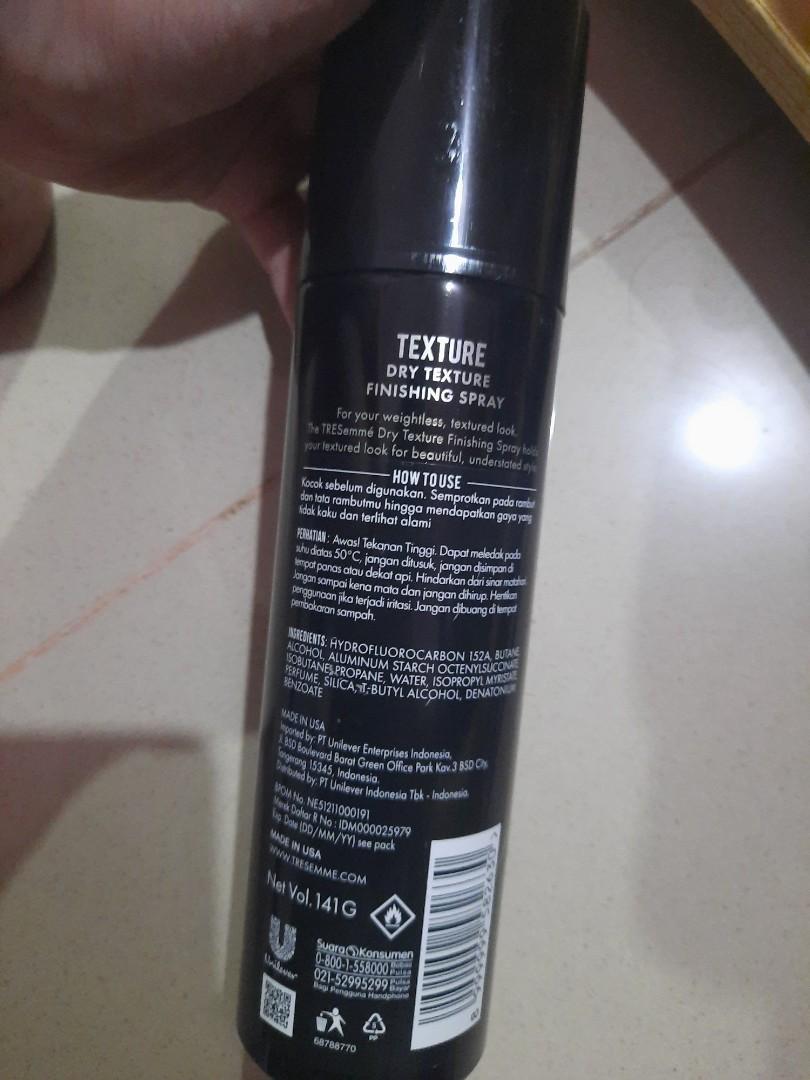 TEXTURE
DRY TEXTURE
FINISHING SPRAY
For your weightless, textured look.
The TRESemmé Dry Texture Finishing Spray holds
your textured look for beautiful, understated
HOW TO USE
Kocok sebelum digunakan. Semprotkan pada rambut
dan tata rambutmu hingga mendapatkan gaya yang
tidak kaku dan terlihat alami
PERHATIAN : Awas! Tekanan Tinggi. Dapat meledak pada
suhu diatas 50°C, jangan ditusuk, jangan disimpan di
tempat panas atau dekat api. Hindarkan dari sinar matahari.
Jangan sampai kena mata dan jangan dihirup. Hentikan
penggunaan jika terjadi iritasi. Jangan dibuang di tempat
pembakaran sampah.
INGREDIENTS: HYDROFLUOROCARBON 152A, BUTANE,
ALCOHOL, ALUMINUM STARCH OCTENYLSUCCINATE,
ISOBUTANE, PROPANE, WATER, ISOPROPYL MYRISTATE,
PERFUME, SILICA, T-BUTYL ALCOHOL, DENATONIUM
BENZOATE
MADE IN USA
Imported by: PT Unilever Enterprises Indonesia,
Jl. BSD Boulevard Barat Green Office Park Kav.3 BSD City,
Tangerang 15345, Indonesia.
Distributed by: PT Unilever Indonesia Tbk - Indonesia.
BPOM No. NE51211000191
Merek Daftar R No : IDM000025979
Exp. Date (DD/MM/YY) see pack
MADE IN USA
WWW.TRESEMME.COM
Net Vol. 141G
Unilever
Suara Konsumen
0-800-1-558000 Bebas Pulsa
021-52995299 Pulsa Bayar
Bagi Pengguna Handphone
5
PP
68788770